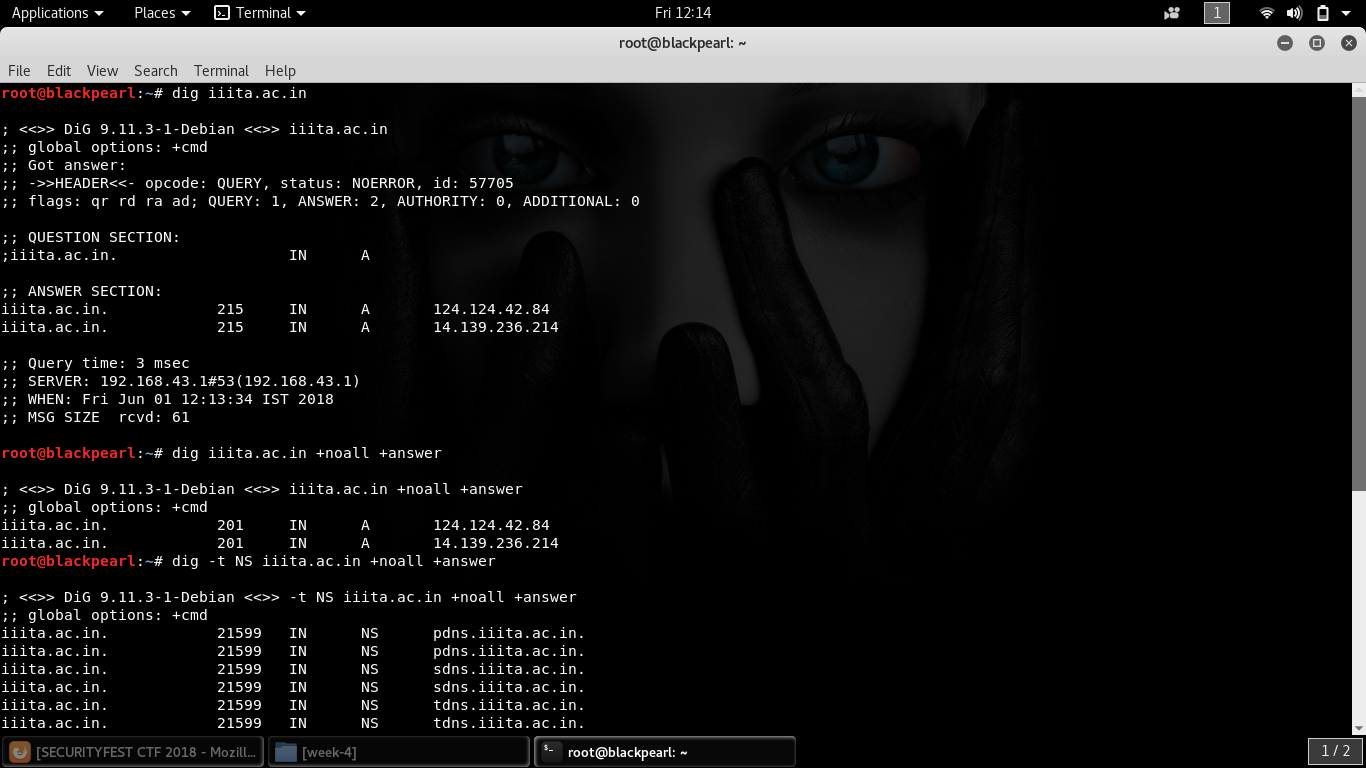 Applications Places Terminal Fri 12:14 1
root@blackpearl: ~
File Edit View Search Terminal Help
root@blackpearl:~# dig iiita.ac.in
; <<>> DiG 9.11.3-1-Debian <<>> iiita.ac.in
;; global options: +cmd
;; Got answer:
;; ->>HEADER<<- opcode: QUERY, status: NOERROR, id: 57705
;; flags: qr rd ra ad; QUERY: 1, ANSWER: 2, AUTHORITY: 0, ADDITIONAL: 0
;; QUESTION SECTION:
;iiita.ac.in. IN A
;; ANSWER SECTION:
iiita.ac.in. 215 IN A 124.124.42.84
iiita.ac.in. 215 IN A 14.139.236.214
;; Query time: 3 msec
;; SERVER: 192.168.43.1#53(192.168.43.1)
;; WHEN: Fri Jun 01 12:13:34 IST 2018
;; MSG SIZE  rcvd: 61
root@blackpearl:~# dig iiita.ac.in +noall +answer
; <<>> DiG 9.11.3-1-Debian <<>> iiita.ac.in +noall +answer
;; global options: +cmd
iiita.ac.in. 201 IN A 124.124.42.84
iiita.ac.in. 201 IN A 14.139.236.214
root@blackpearl:~# dig -t NS iiita.ac.in +noall +answer
; <<>> DiG 9.11.3-1-Debian <<>> -t NS iiita.ac.in +noall +answer
;; global options: +cmd
iiita.ac.in. 21599 IN NS pdns.iiita.ac.in.
iiita.ac.in. 21599 IN NS pdns.iiita.ac.in.
iiita.ac.in. 21599 IN NS sdns.iiita.ac.in.
iiita.ac.in. 21599 IN NS sdns.iiita.ac.in.
iiita.ac.in. 21599 IN NS tdns.iiita.ac.in.
iiita.ac.in. 21599 IN NS tdns.iiita.ac.in.
[SECURITYFEST CTF 2018 - Mozill... [week-4] root@blackpearl: ~ 1 / 2